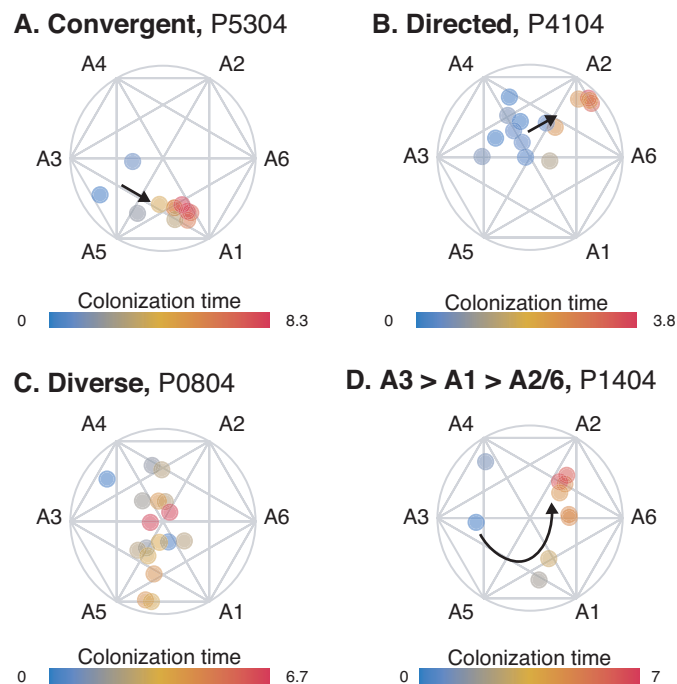 A. Convergent, P5304
A4 A2
A3 A6
A5 A1
Colonization time
0 8.3
B. Directed, P4104
A4 A2
A3 A6
A5 A1
Colonization time
0 3.8
C. Diverse, P0804
A4 A2
A3 A6
A5 A1
Colonization time
0 6.7
D. A3 > A1 > A2/6, P1404
A4 A2
A3 A6
A5 A1
Colonization time
0 7